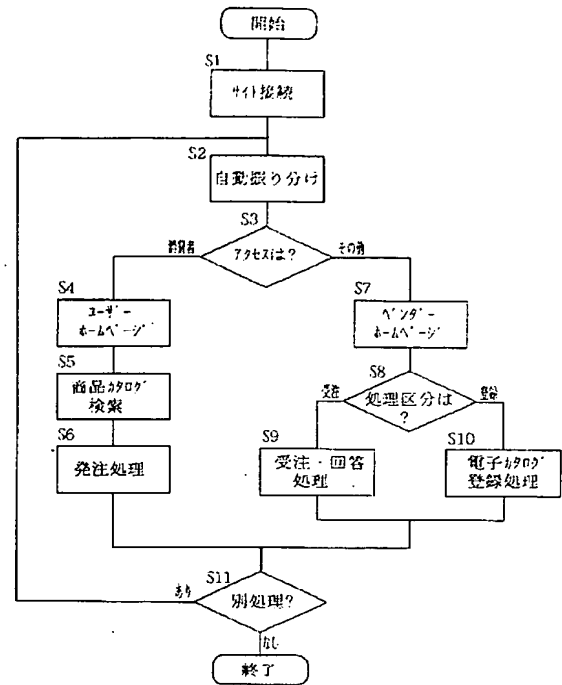 開始
S1
サイト接続
S2
自動振り分け
S3
アクセスは?
消費者
その他
S4
ユーザー
ホームページ
S5
商品カタログ
検索
S6
発注処理
S7
ベンダー
ホームページ
S8
処理区分は
?
受注
登録
S9
受注・回答
処理
S10
電子カタログ
登録処理
S11
別処理?
あり
なし
終了